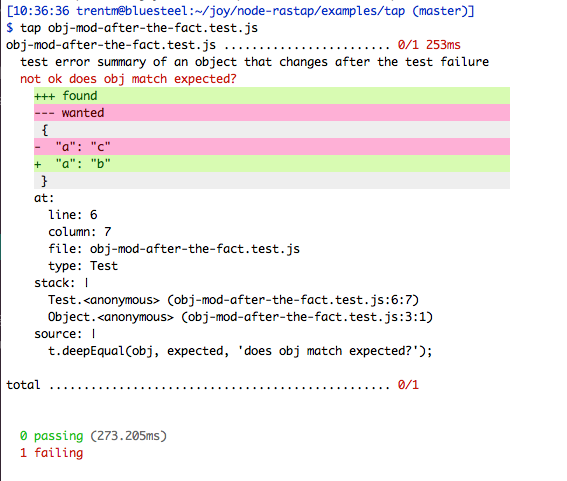 [10:36:36 trentm@bluesteel:~/joy/node-rastap/examples/tap (master)]
$ tap obj-mod-after-the-fact.test.js
obj-mod-after-the-fact.test.js ........................ 0/1 253ms
  test error summary of an object that changes after the test failure
  not ok does obj match expected?
    +++ found
    --- wanted
     {
    -  "a": "c"
    +  "a": "b"
     }
    at:
      line: 6
      column: 7
      file: obj-mod-after-the-fact.test.js
      type: Test
    stack: |
      Test.<anonymous> (obj-mod-after-the-fact.test.js:6:7)
      Object.<anonymous> (obj-mod-after-the-fact.test.js:3:1)
    source: |
      t.deepEqual(obj, expected, 'does obj match expected?');
total ..................................................... 0/1
  0 passing (273.205ms)
  1 failing